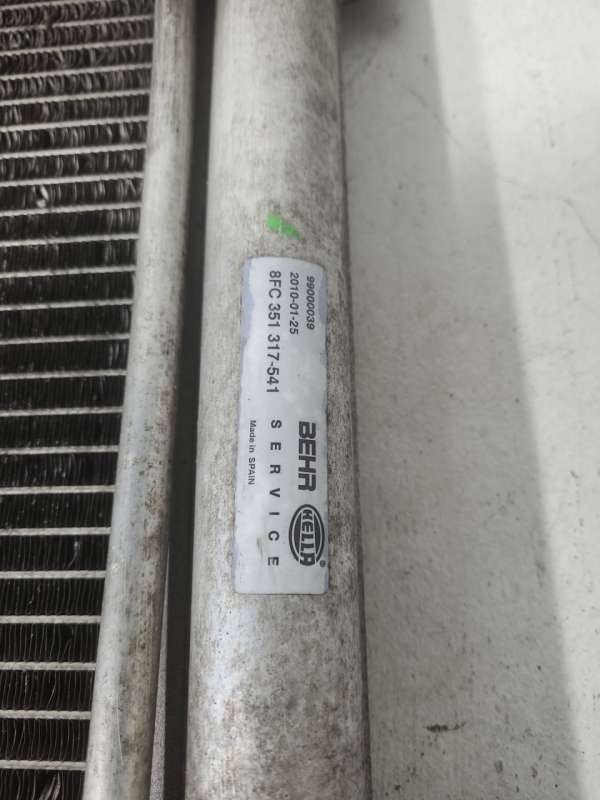 99000039
2010-01-25
8FC 351 317-541
BEHR HELLA
SERVICE
Made in SPAIN